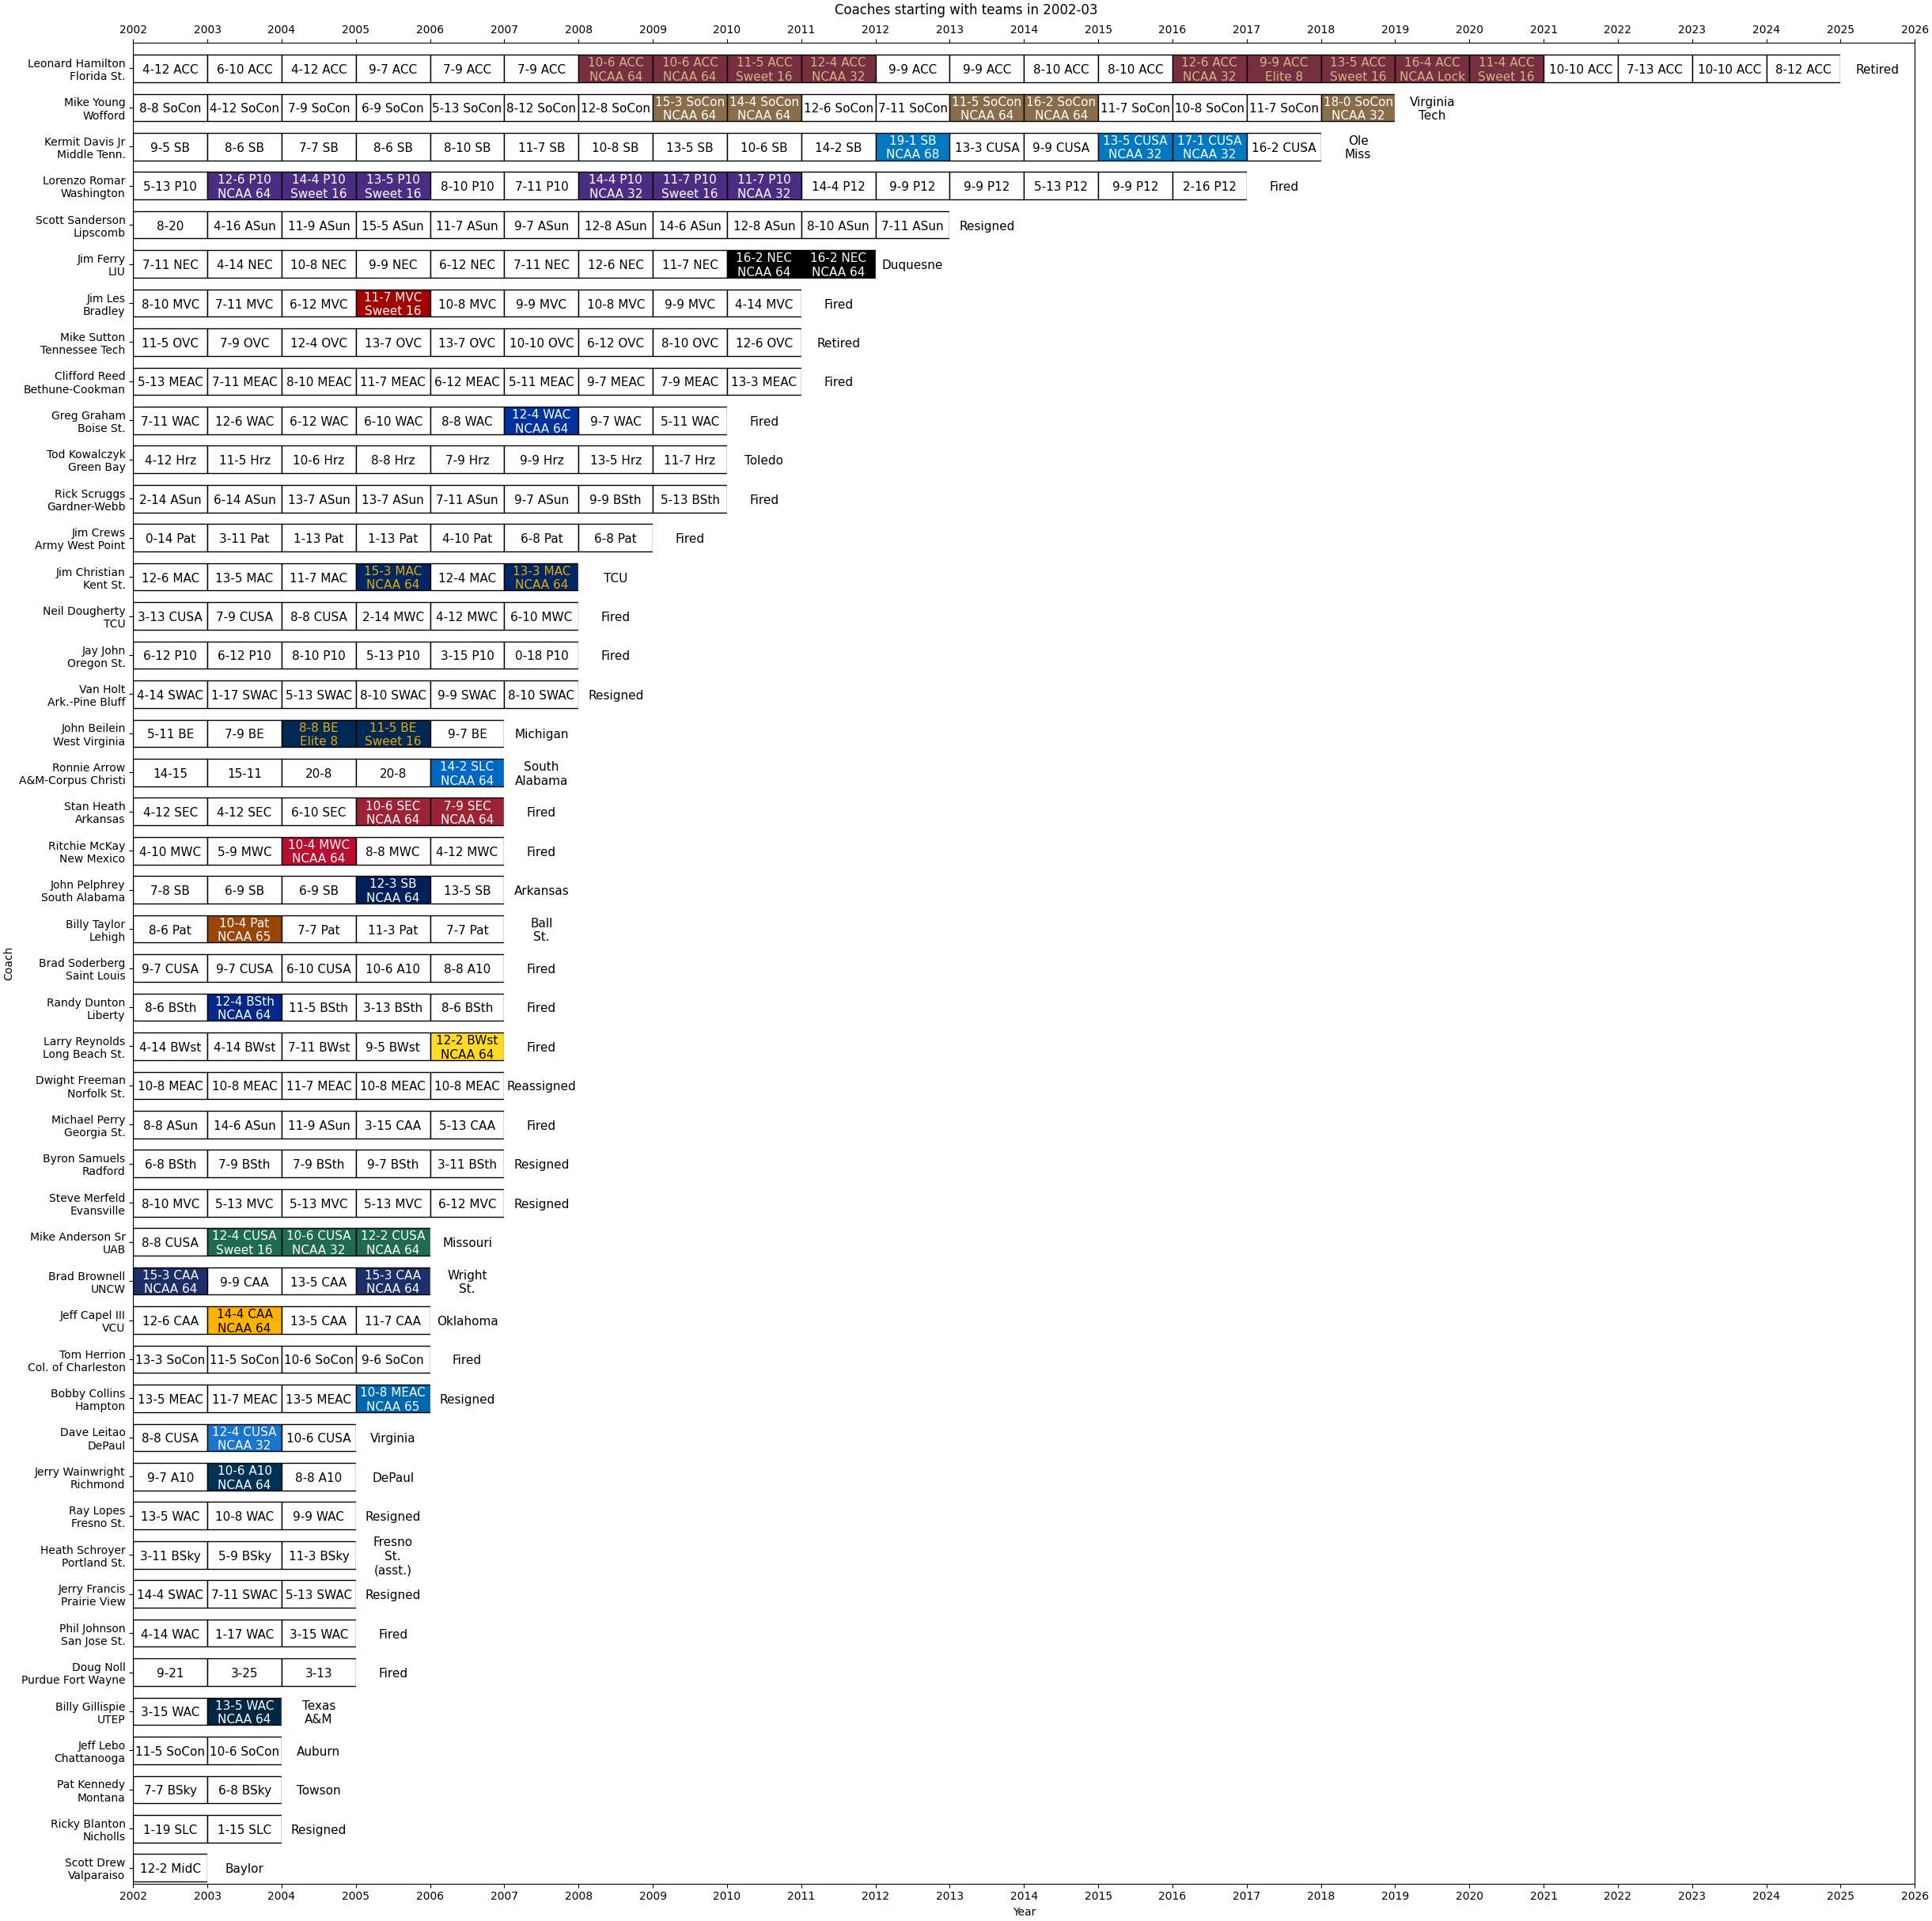 Coaches starting with teams in 2002-03
2002 2003 2004 2005 2006 2007 2008 2009 2010 2011 2012 2013 2014 2015 2016 2017 2018 2019 2020 2021 2022 2023 2024 2025 2026
Leonard Hamilton
Florida St.
4-12 ACC 6-10 ACC 4-12 ACC 9-7 ACC 7-9 ACC 7-9 ACC 10-6 ACC NCAA 64 10-6 ACC NCAA 64 11-5 ACC Sweet 16 12-4 ACC NCAA 32 9-9 ACC 9-9 ACC 8-10 ACC 8-10 ACC 12-6 ACC NCAA 32 9-9 ACC Elite 8 13-5 ACC Sweet 16 16-4 ACC NCAA Lock 11-4 ACC Sweet 16 10-10 ACC 7-13 ACC 10-10 ACC 8-12 ACC Retired
Mike Young
Wofford
8-8 SoCon 4-12 SoCon 7-9 SoCon 6-9 SoCon 5-13 SoCon 8-12 SoCon 12-8 SoCon 15-3 SoCon NCAA 64 14-4 SoCon NCAA 64 12-6 SoCon 7-11 SoCon 11-5 SoCon NCAA 64 16-2 SoCon NCAA 64 11-7 SoCon 10-8 SoCon 11-7 SoCon 18-0 SoCon NCAA 32 Virginia Tech
Kermit Davis Jr
Middle Tenn.
9-5 SB 8-6 SB 7-7 SB 8-6 SB 8-10 SB 11-7 SB 10-8 SB 13-5 SB 10-6 SB 14-2 SB 19-1 SB NCAA 68 13-3 CUSA 9-9 CUSA 13-5 CUSA NCAA 32 17-1 CUSA NCAA 32 16-2 CUSA Ole Miss
Lorenzo Romar
Washington
5-13 P10 12-6 P10 NCAA 64 14-4 P10 Sweet 16 13-5 P10 Sweet 16 8-10 P10 7-11 P10 14-4 P10 NCAA 32 11-7 P10 Sweet 16 11-7 P10 NCAA 32 14-4 P12 9-9 P12 9-9 P12 5-13 P12 9-9 P12 2-16 P12 Fired
Scott Sanderson
Lipscomb
8-20 4-16 ASun 11-9 ASun 15-5 ASun 11-7 ASun 9-7 ASun 12-8 ASun 14-6 ASun 12-8 ASun 8-10 ASun 7-11 ASun Resigned
Jim Ferry
LIU
7-11 NEC 4-14 NEC 10-8 NEC 9-9 NEC 6-12 NEC 7-11 NEC 12-6 NEC 11-7 NEC 16-2 NEC NCAA 64 16-2 NEC NCAA 64 Duquesne
Jim Les
Bradley
8-10 MVC 7-11 MVC 6-12 MVC 11-7 MVC Sweet 16 10-8 MVC 9-9 MVC 10-8 MVC 9-9 MVC 4-14 MVC Fired
Mike Sutton
Tennessee Tech
11-5 OVC 7-9 OVC 12-4 OVC 13-7 OVC 13-7 OVC 10-10 OVC 6-12 OVC 8-10 OVC 12-6 OVC Retired
Clifford Reed
Bethune-Cookman
5-13 MEAC 7-11 MEAC 8-10 MEAC 11-7 MEAC 6-12 MEAC 5-11 MEAC 9-7 MEAC 7-9 MEAC 13-3 MEAC Fired
Greg Graham
Boise St.
7-11 WAC 12-6 WAC 6-12 WAC 6-10 WAC 8-8 WAC 12-4 WAC NCAA 64 9-7 WAC 5-11 WAC Fired
Tod Kowalczyk
Green Bay
4-12 Hrz 11-5 Hrz 10-6 Hrz 8-8 Hrz 7-9 Hrz 9-9 Hrz 13-5 Hrz 11-7 Hrz Toledo
Rick Scruggs
Gardner-Webb
2-14 ASun 6-14 ASun 13-7 ASun 13-7 ASun 7-11 ASun 9-7 ASun 9-9 BSth 5-13 BSth Fired
Jim Crews
Army West Point
0-14 Pat 3-11 Pat 1-13 Pat 1-13 Pat 4-10 Pat 6-8 Pat 6-8 Pat Fired
Jim Christian
Kent St.
12-6 MAC 13-5 MAC 11-7 MAC 15-3 MAC NCAA 64 12-4 MAC 13-3 MAC NCAA 64 TCU
Neil Dougherty
TCU
3-13 CUSA 7-9 CUSA 8-8 CUSA 2-14 MWC 4-12 MWC 6-10 MWC Fired
Jay John
Oregon St.
6-12 P10 6-12 P10 8-10 P10 5-13 P10 3-15 P10 0-18 P10 Fired
Van Holt
Ark.-Pine Bluff
4-14 SWAC 1-17 SWAC 5-13 SWAC 8-10 SWAC 9-9 SWAC 8-10 SWAC Resigned
John Beilein
West Virginia
5-11 BE 7-9 BE 8-8 BE Elite 8 11-5 BE Sweet 16 9-7 BE Michigan
Ronnie Arrow
A&M-Corpus Christi
14-15 15-11 20-8 20-8 14-2 SLC NCAA 64 South Alabama
Stan Heath
Arkansas
4-12 SEC 4-12 SEC 6-10 SEC 10-6 SEC NCAA 64 7-9 SEC NCAA 64 Fired
Ritchie McKay
New Mexico
4-10 MWC 5-9 MWC 10-4 MWC NCAA 64 8-8 MWC 4-12 MWC Fired
John Pelphrey
South Alabama
7-8 SB 6-9 SB 6-9 SB 12-3 SB NCAA 64 13-5 SB Arkansas
Billy Taylor
Lehigh
8-6 Pat 10-4 Pat NCAA 65 7-7 Pat 11-3 Pat 7-7 Pat Ball St.
Brad Soderberg
Saint Louis
9-7 CUSA 9-7 CUSA 6-10 CUSA 10-6 A10 8-8 A10 Fired
Coach
Randy Dunton
Liberty
8-6 BSth 12-4 BSth NCAA 64 11-5 BSth 3-13 BSth 8-6 BSth Fired
Larry Reynolds
Long Beach St.
4-14 BWst 4-14 BWst 7-11 BWst 9-5 BWst 12-2 BWst NCAA 64 Fired
Dwight Freeman
Norfolk St.
10-8 MEAC 10-8 MEAC 11-7 MEAC 10-8 MEAC 10-8 MEAC Reassigned
Michael Perry
Georgia St.
8-8 ASun 14-6 ASun 11-9 ASun 3-15 CAA 5-13 CAA Fired
Byron Samuels
Radford
6-8 BSth 7-9 BSth 7-9 BSth 9-7 BSth 3-11 BSth Resigned
Steve Merfeld
Evansville
8-10 MVC 5-13 MVC 5-13 MVC 5-13 MVC 6-12 MVC Resigned
Mike Anderson Sr
UAB
8-8 CUSA 12-4 CUSA Sweet 16 10-6 CUSA NCAA 32 12-2 CUSA NCAA 64 Missouri
Brad Brownell
UNCW
15-3 CAA NCAA 64 9-9 CAA 13-5 CAA 15-3 CAA NCAA 64 Wright St.
Jeff Capel III
VCU
12-6 CAA 14-4 CAA NCAA 64 13-5 CAA 11-7 CAA Oklahoma
Tom Herrion
Col. of Charleston
13-3 SoCon 11-5 SoCon 10-6 SoCon 9-6 SoCon Fired
Bobby Collins
Hampton
13-5 MEAC 11-7 MEAC 13-5 MEAC 10-8 MEAC NCAA 65 Resigned
Dave Leitao
DePaul
8-8 CUSA 12-4 CUSA NCAA 32 10-6 CUSA Virginia
Jerry Wainwright
Richmond
9-7 A10 10-6 A10 NCAA 64 8-8 A10 DePaul
Ray Lopes
Fresno St.
13-5 WAC 10-8 WAC 9-9 WAC Resigned
Heath Schroyer
Portland St.
3-11 BSky 5-9 BSky 11-3 BSky Fresno St. (asst.)
Jerry Francis
Prairie View
14-4 SWAC 7-11 SWAC 5-13 SWAC Resigned
Phil Johnson
San Jose St.
4-14 WAC 1-17 WAC 3-15 WAC Fired
Doug Noll
Purdue Fort Wayne
9-21 3-25 3-13 Fired
Billy Gillispie
UTEP
3-15 WAC 13-5 WAC NCAA 64 Texas A&M
Jeff Lebo
Chattanooga
11-5 SoCon 10-6 SoCon Auburn
Pat Kennedy
Montana
7-7 BSky 6-8 BSky Towson
Ricky Blanton
Nicholls
1-19 SLC 1-15 SLC Resigned
Scott Drew
Valparaiso
12-2 MidC Baylor
2002 2003 2004 2005 2006 2007 2008 2009 2010 2011 2012 2013 2014 2015 2016 2017 2018 2019 2020 2021 2022 2023 2024 2025 2026
Year